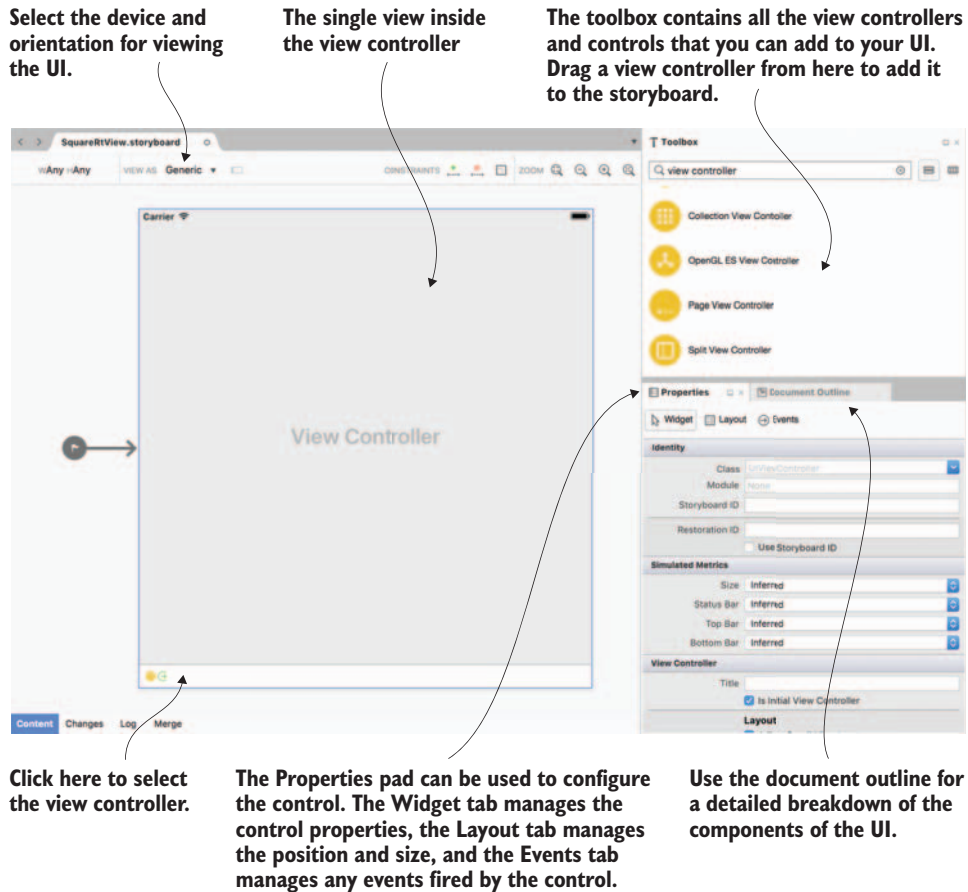 Select the device and
orientation for viewing
the UI.
The single view inside
the view controller
The toolbox contains all the view controllers
and controls that you can add to your UI.
Drag a view controller from here to add it
to the storyboard.
< > SquareRtView.storyboard
wAny hAny VIEW AS Generic CONSTRAINTS ZOOM
Carrier
View Controller
T Toolbox
view controller
Collection View Contoller
OpenGL ES View Controller
Page View Controller
Split View Controller
Properties Document Outline
Widget Layout Events
Identity
Class UIViewController
Module None
Storyboard ID
Restoration ID
Use Storyboard ID
Simulated Metrics
Size Inferred
Status Bar Inferred
Top Bar Inferred
Bottom Bar Inferred
View Controller
Title
Is Initial View Controller
Layout
Content Changes Log Merge
Click here to select
the view controller.
The Properties pad can be used to configure
the control. The Widget tab manages the
control properties, the Layout tab manages
the position and size, and the Events tab
manages any events fired by the control.
Use the document outline for
a detailed breakdown of the
components of the UI.